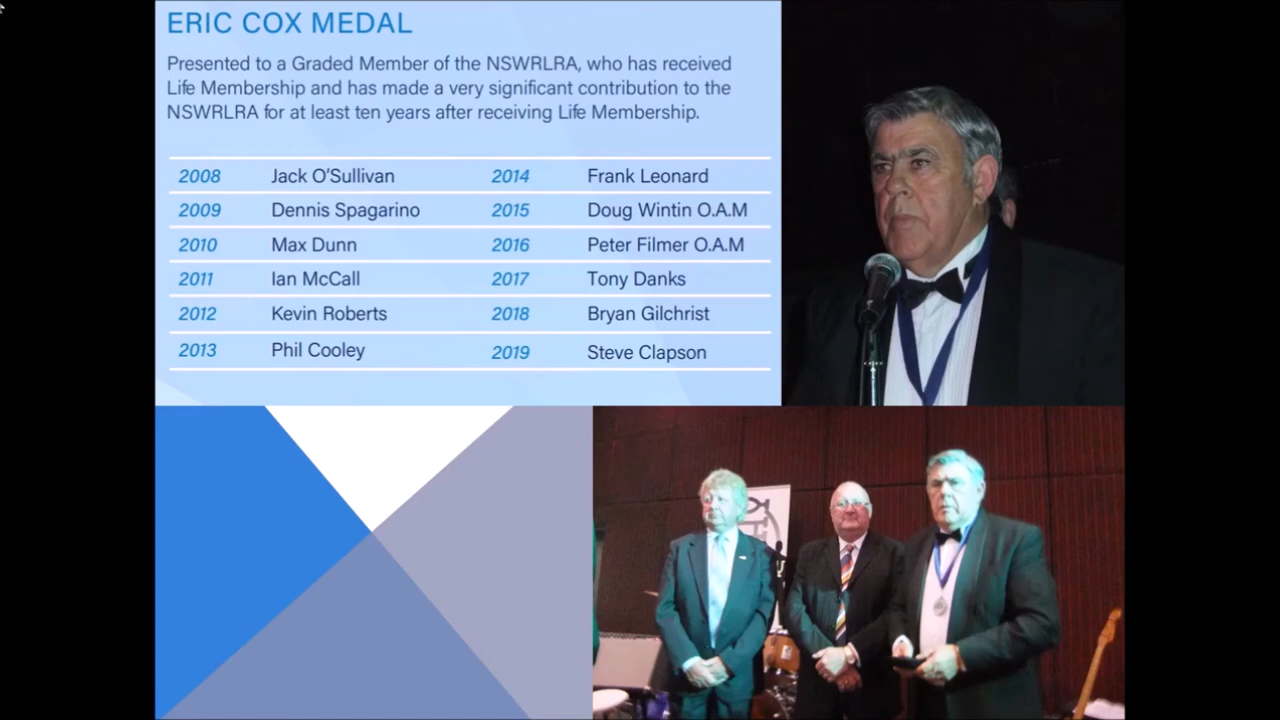 ERIC COX MEDAL
Presented to a Graded Member of the NSWRLRA, who has received
Life Membership and has made a very significant contribution to the
NSWRLRA for at least ten years after receiving Life Membership.
2008 Jack O'Sullivan 2014 Frank Leonard
2009 Dennis Spagarino 2015 Doug Wintin O.A.M
2010 Max Dunn 2016 Peter Filmer O.A.M
2011 Ian McCall 2017 Tony Danks
2012 Kevin Roberts 2018 Bryan Gilchrist
2013 Phil Cooley 2019 Steve Clapson